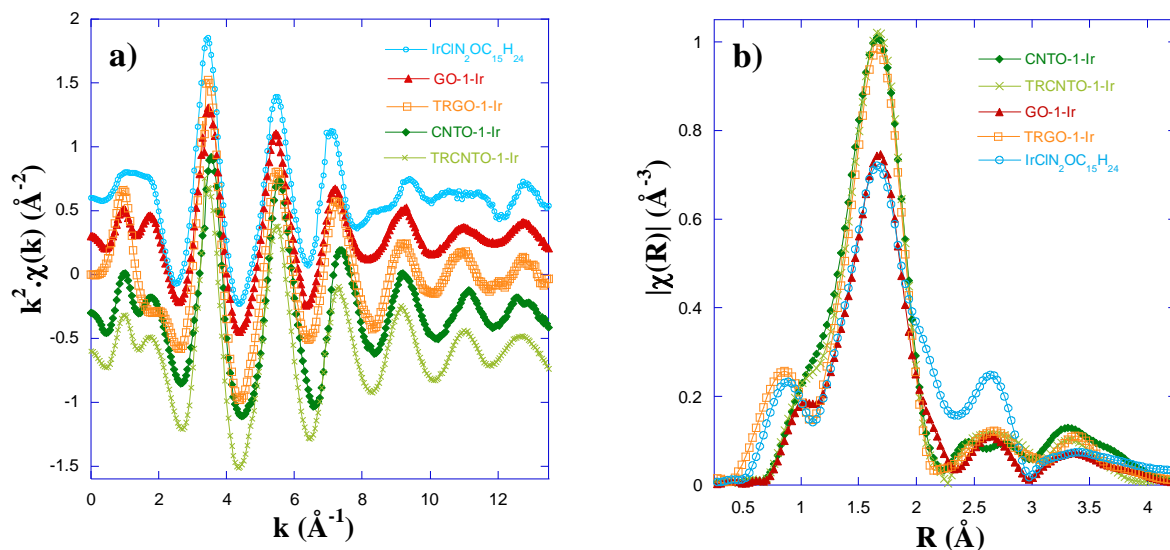 a)
IrClN₂OC₁₅H₂₄
GO-1-Ir
TRGO-1-Ir
CNTO-1-Ir
TRCNTO-1-Ir
2
1.5
1
0.5
0
-0.5
-1
-1.5
k².χ(k) (Å⁻²)
0 2 4 6 8 10 12
k (Å⁻¹)
b)
CNTO-1-Ir
TRCNTO-1-Ir
GO-1-Ir
TRGO-1-Ir
IrClN₂OC₁₅H₂₄
1
0.8
0.6
0.4
0.2
0
|χ(R)| (Å⁻³)
0.5 1 1.5 2 2.5 3 3.5 4
R (Å)